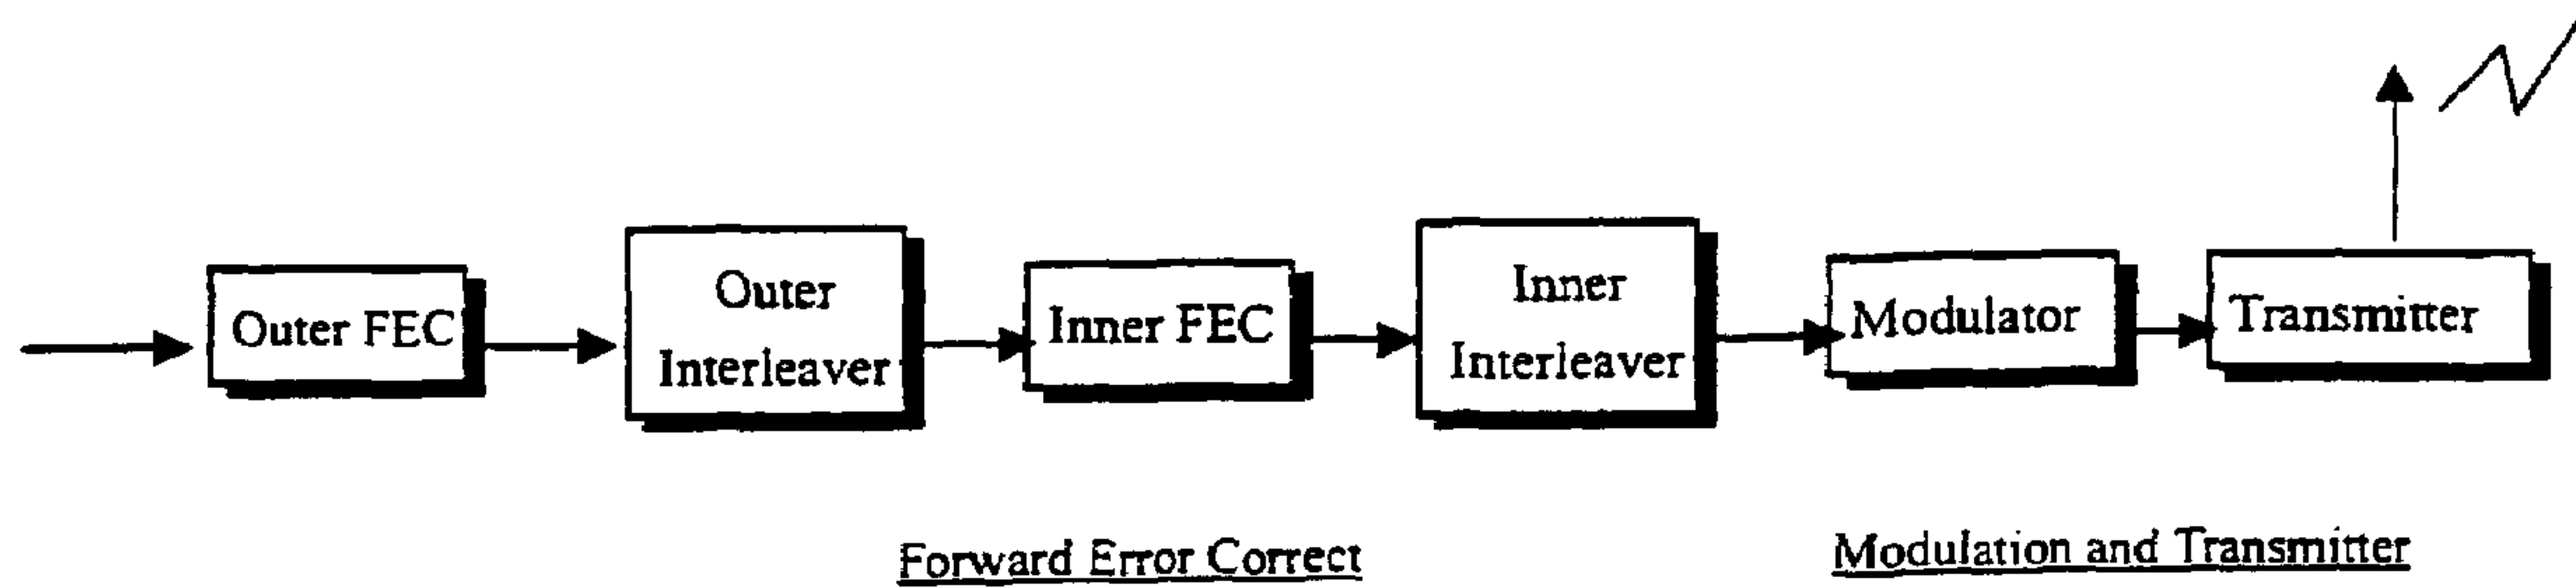 Outer FEC
Outer
Interleaver
Inner FEC
Inner
Interleaver
Modulator
Transmitter
Forward Error Correct
Modulation and Transmitter